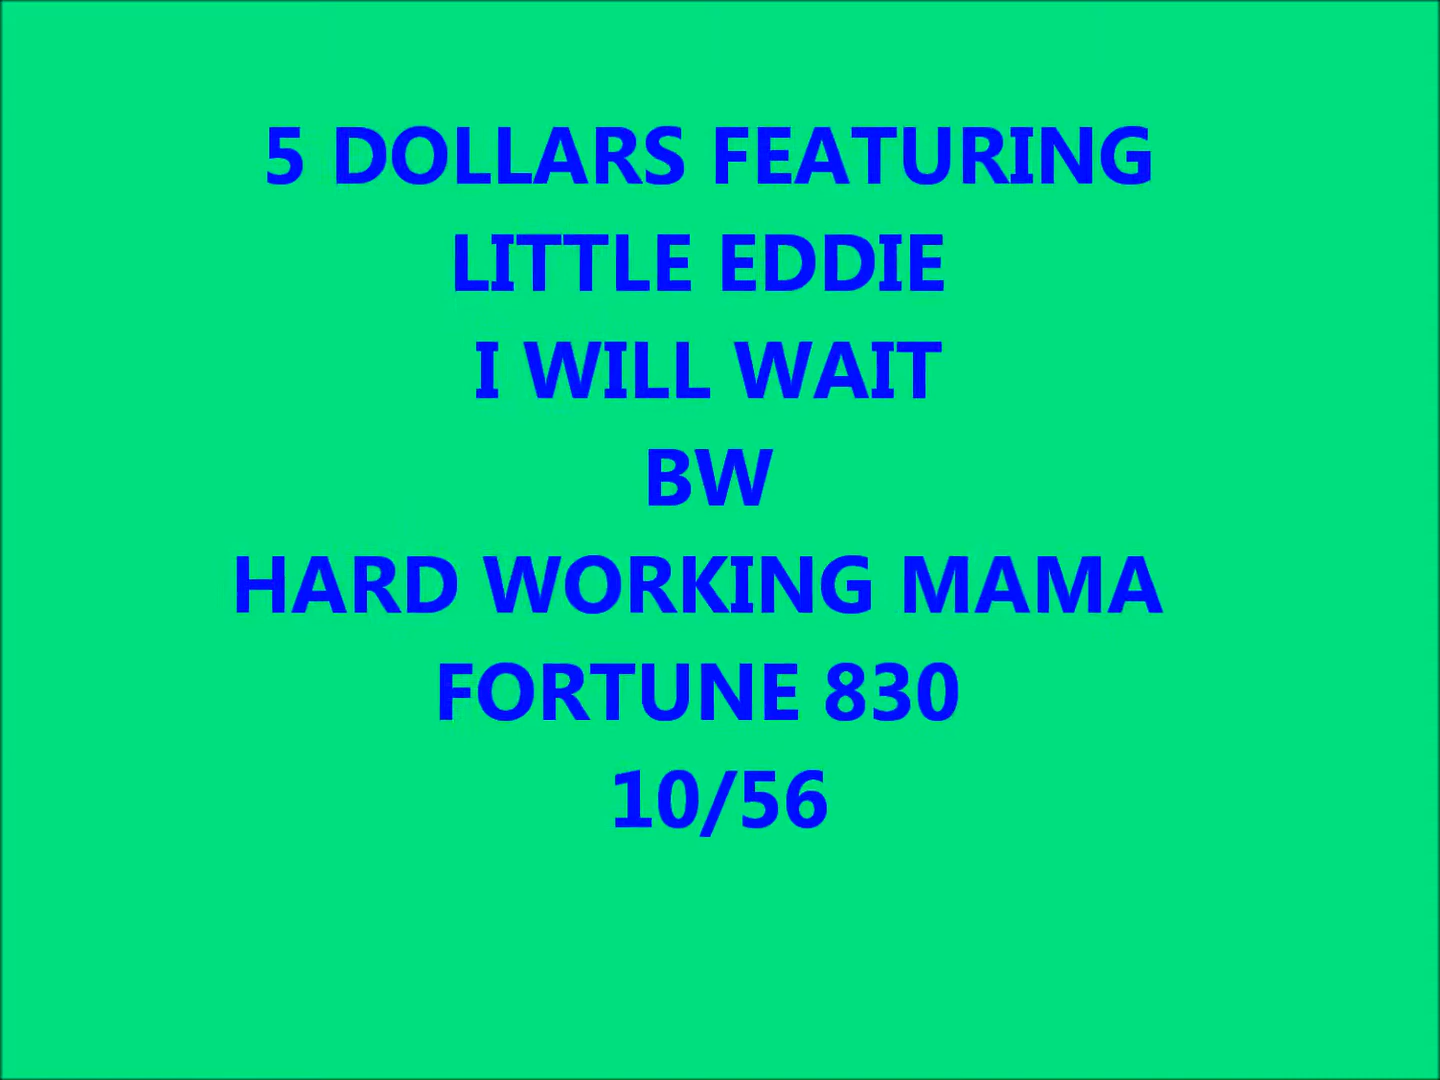 5 DOLLARS FEATURING
LITTLE EDDIE
I WILL WAIT
BW
HARD WORKING MAMA
FORTUNE 830
10/56